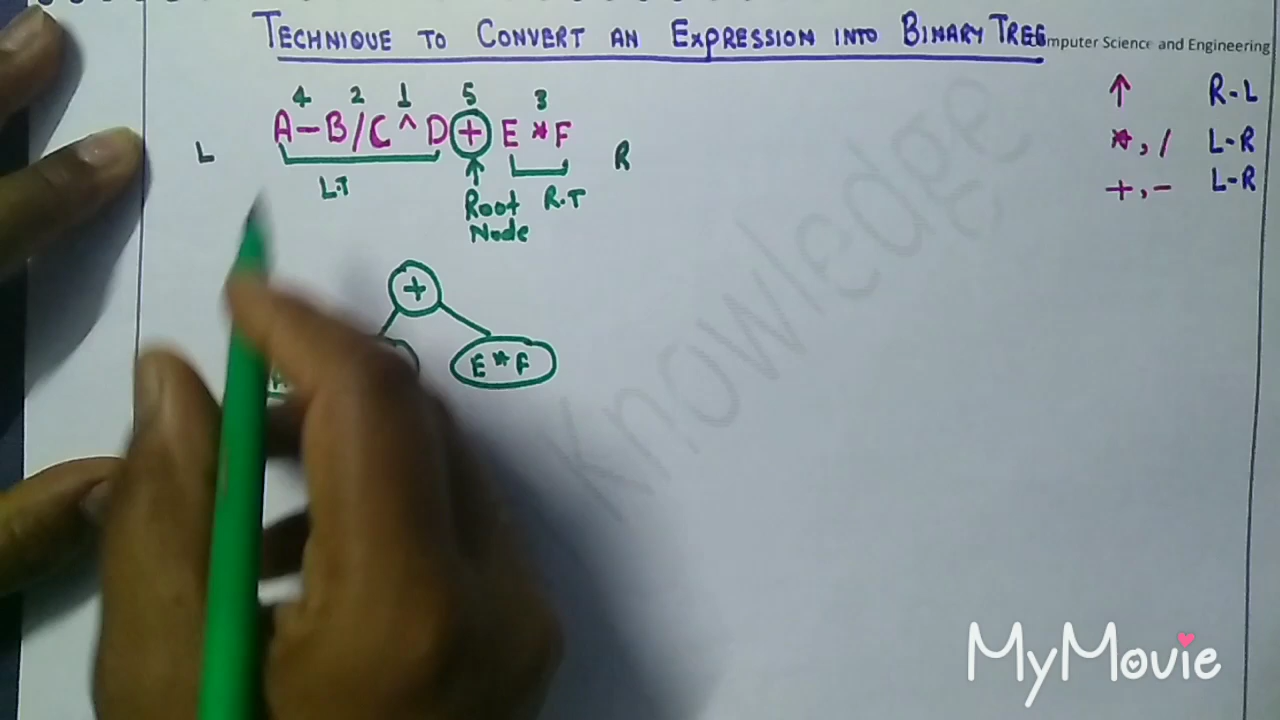 TECHNIQUE TO CONVERT AN EXPRESSION INTO BINARY TREE
mputer Science and Engineering
4 2 1 5 3
A-B/C^D+E*F
L R
L.T R.T
Root
Node
+
E*F
↑ R-L
*,/ L-R
+,- L-R
Knowledge
MyMovie